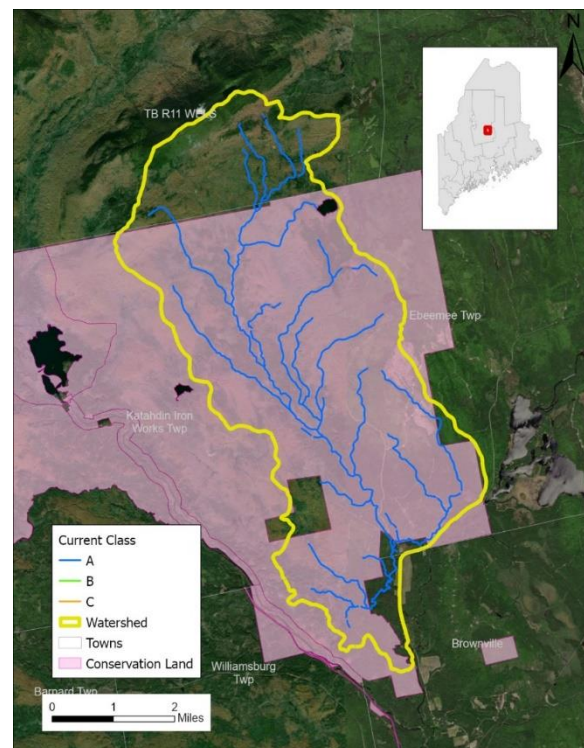 N
TB R11 WELS
Ebeemee Twp
Katahdin Iron
Works Twp
Current Class
A
B
C
Watershed
Towns
Conservation Land
Williamsburg
Twp
Brownville
Barnard Twp
0 1 2
Miles